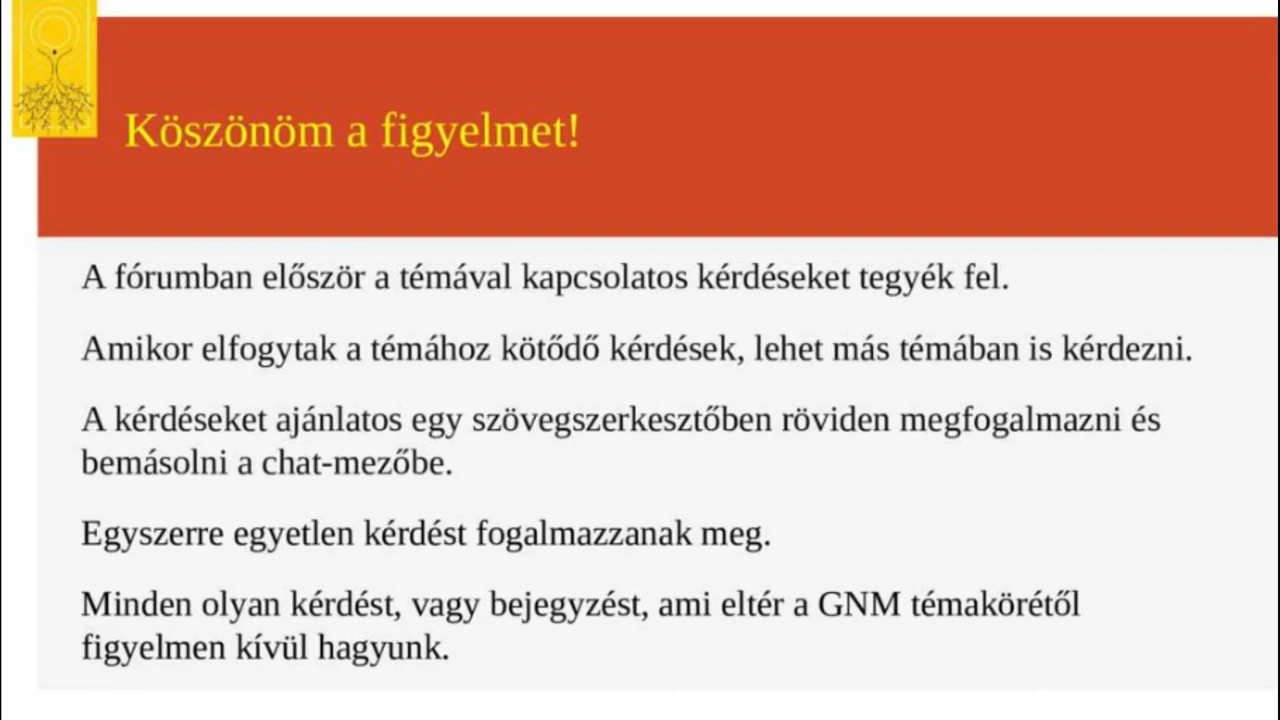 Köszönöm a figyelmet!
A fórumban először a témával kapcsolatos kérdéseket tegyék fel.
Amikor elfogytak a témához kötődő kérdések, lehet más témában is kérdezni.
A kérdéseket ajánlatos egy szövegszerkesztőben röviden megfogalmazni és
bemásolni a chat-mezőbe.
Egyszerre egyetlen kérdést fogalmazzanak meg.
Minden olyan kérdést, vagy bejegyzést, ami eltér a GNM témakörétől
figyelmen kívül hagyunk.